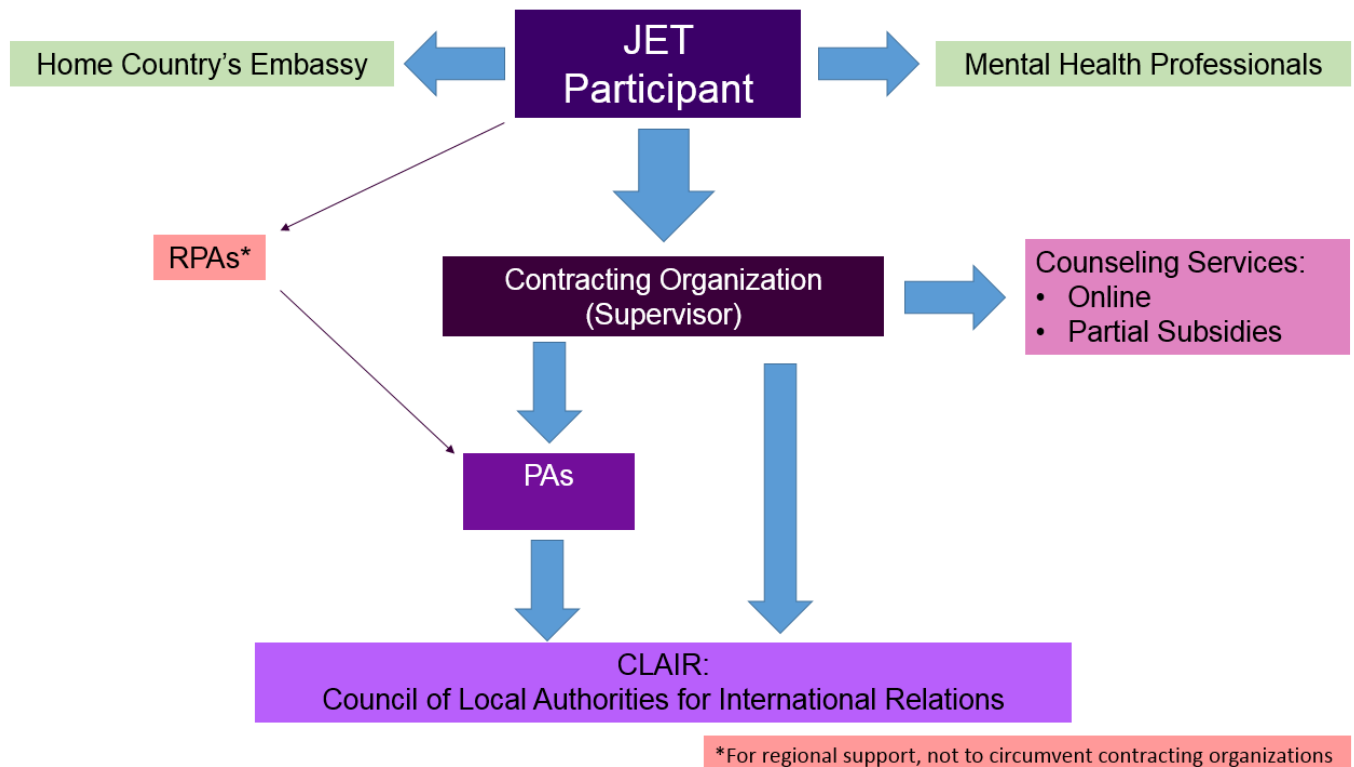 Home Country's Embassy
JET
Participant
Mental Health Professionals
RPAs*
Contracting Organization
(Supervisor)
Counseling Services:
• Online
• Partial Subsidies
PAs
CLAIR:
Council of Local Authorities for International Relations
*For regional support, not to circumvent contracting organizations